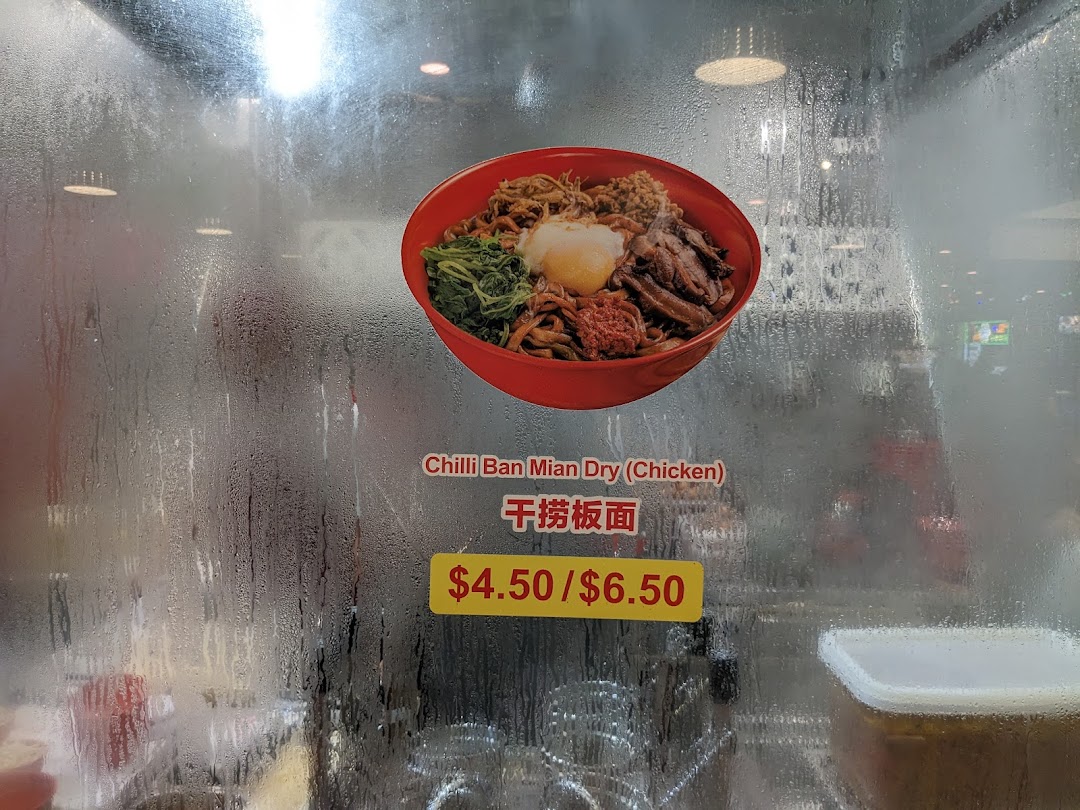 Chilli Ban Mian Dry (Chicken)
干捞板面
$4.50/$6.50